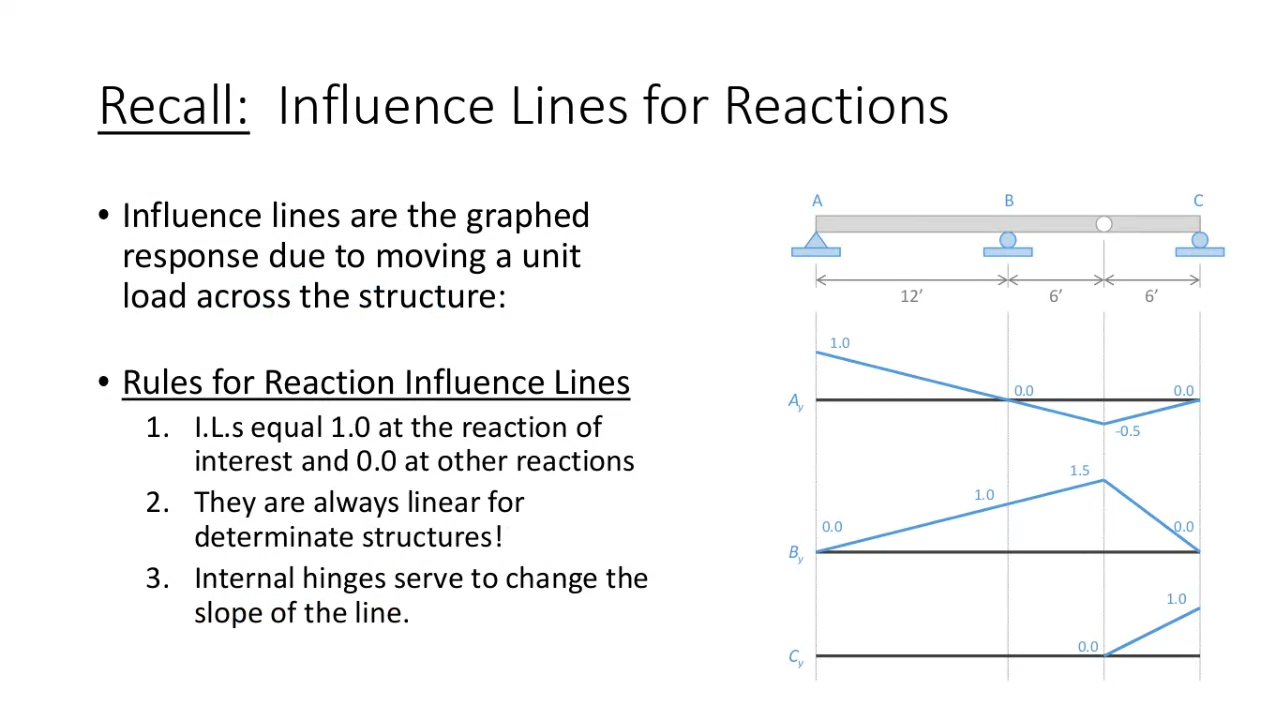 Recall:  Influence Lines for Reactions
• Influence lines are the graphed
response due to moving a unit
load across the structure:
• Rules for Reaction Influence Lines
1. I.L.s equal 1.0 at the reaction of
interest and 0.0 at other reactions
2. They are always linear for
determinate structures!
3. Internal hinges serve to change the
slope of the line.
A B C
12’ 6’ 6’
1.0
0.0 0.0
Ay
-0.5
1.5
1.0
0.0 0.0
By
1.0
0.0
Cy